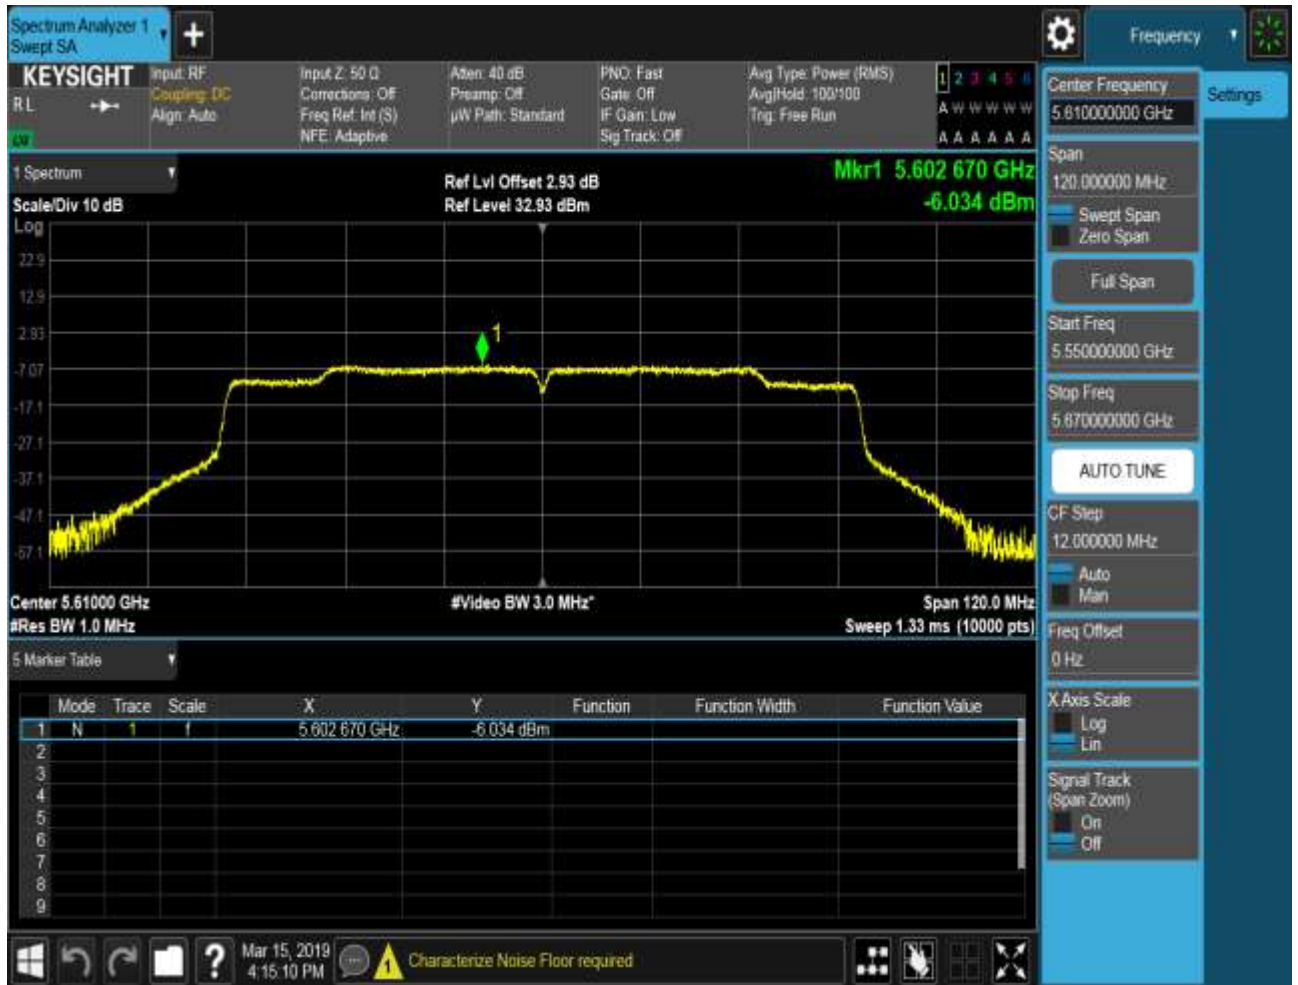 Spectrum Analyzer 1
Swept SA
Frequency
KEYSIGHT
RL
Input: RF
Coupling: DC
Align: Auto
Input Z: 50 Ω
Corrections: Off
Freq Ref: Int (S)
NFE: Adaptive
Atten: 40 dB
Preamp: Off
µW Path: Standard
PNO: Fast
Gate: Off
IF Gain: Low
Sig Track: Off
Avg Type: Power (RMS)
Avg|Hold: 100/100
Trig: Free Run
1 2 3 4 5 6
A W W W W W
A A A A A A
1 Spectrum
Scale/Div 10 dB
Ref Lvl Offset 2.93 dB
Ref Level 32.93 dBm
Mkr1 5.602 670 GHz
-6.034 dBm
Log
22.9
12.9
2.93
-7.07
-17.1
-27.1
-37.1
-47.1
-57.1
1
Center 5.61000 GHz
#Res BW 1.0 MHz
#Video BW 3.0 MHz*
Span 120.0 MHz
Sweep 1.33 ms (10000 pts)
5 Marker Table
Mode Trace Scale X Y Function Function Width Function Value
1 N 1 f 5.602 670 GHz -6.034 dBm
2
3
4
5
6
7
8
9
Mar 15, 2019
4:15:10 PM
1
Characterize Noise Floor required
Center Frequency
5.610000000 GHz
Settings
Span
120.000000 MHz
Swept Span
Zero Span
Full Span
Start Freq
5.550000000 GHz
Stop Freq
5.670000000 GHz
AUTO TUNE
CF Step
12.000000 MHz
Auto
Man
Freq Offset
0 Hz
X Axis Scale
Log
Lin
Signal Track
(Span Zoom)
On
Off